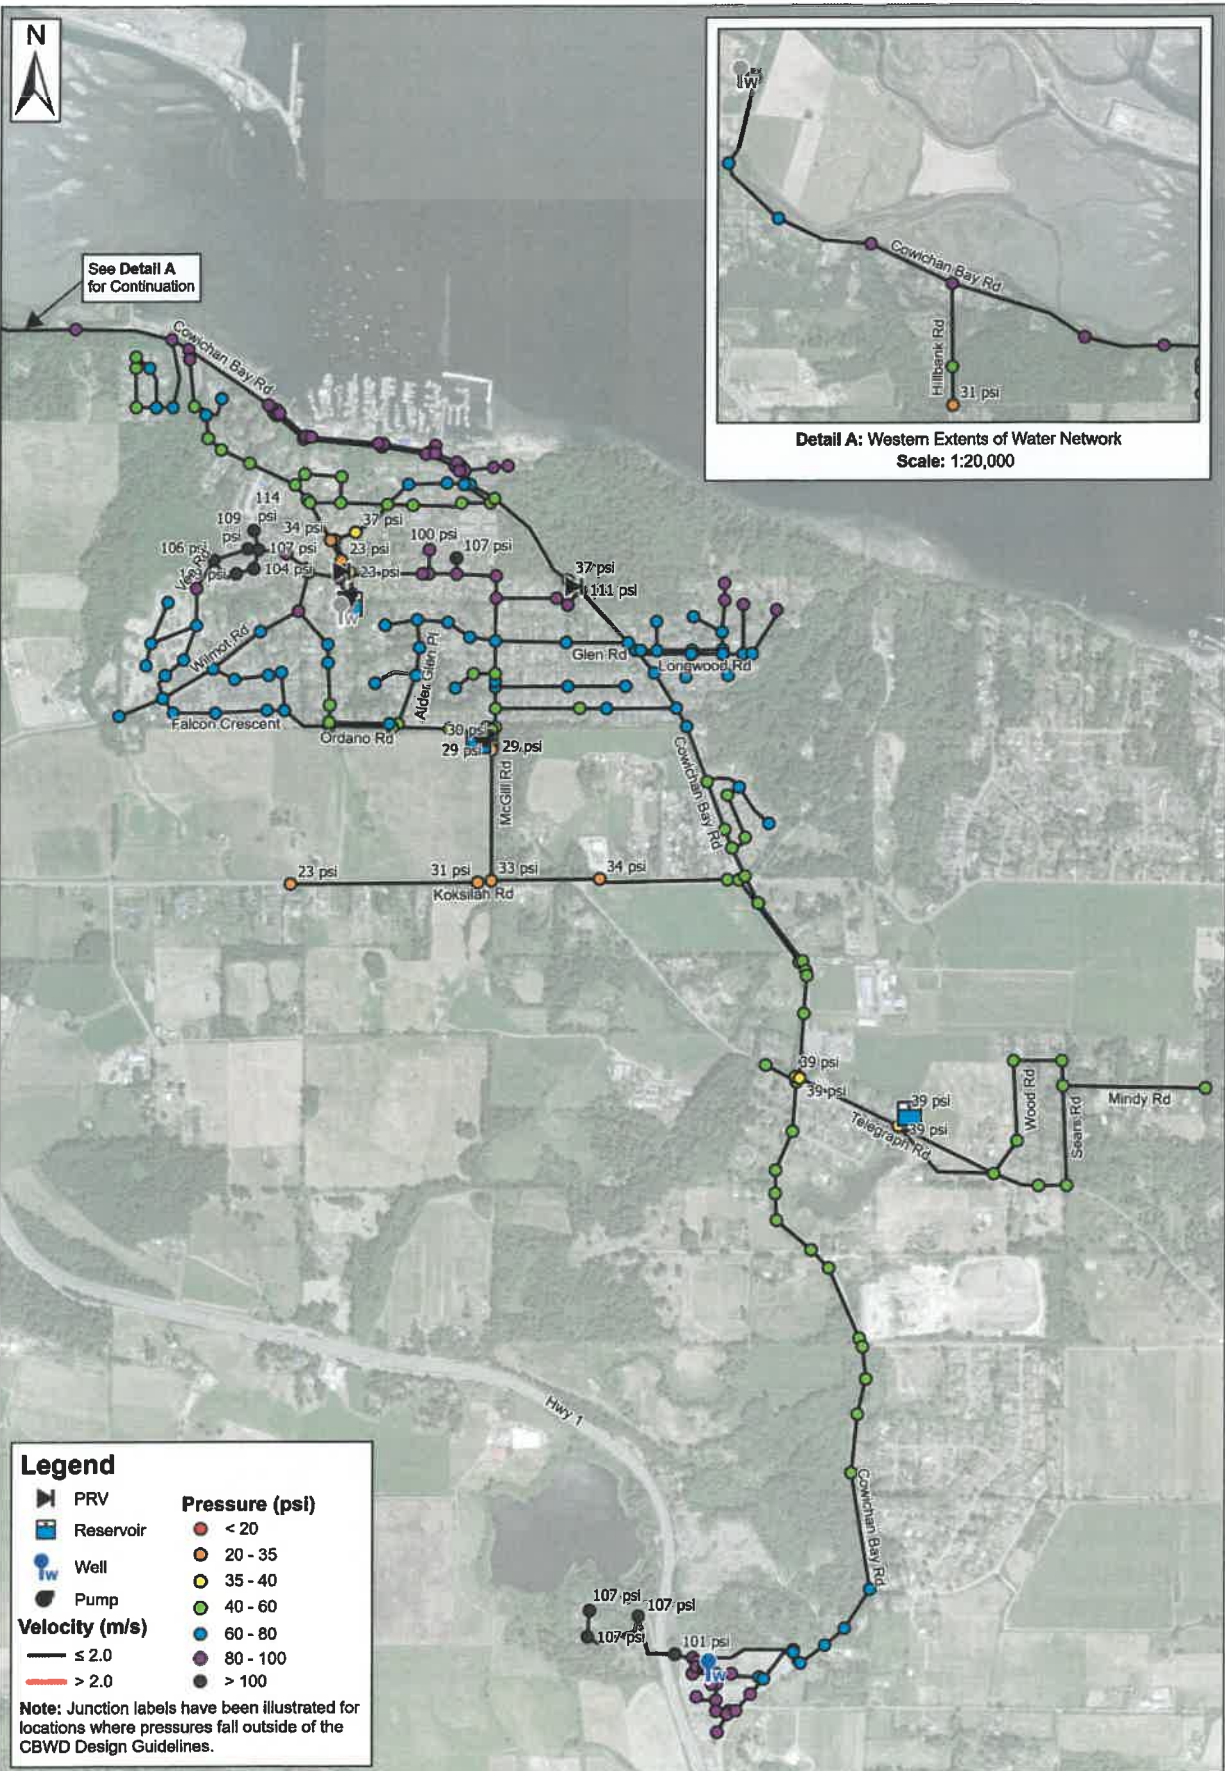 N
See Detail A
for Continuation
W
Cowichan Bay Rd
Hillbank Rd
31 psi
Detail A: Western Extents of Water Network
Scale: 1:20,000
Cowichan Bay Rd
114
psi
109
psi
106 psi
107 psi
104 psi
34 psi
37 psi
23 psi
23 psi
100 psi
107 psi
37 psi
111 psi
W
Wilmot Rd
Alder Glen Pl
Glen Rd
Longwood Rd
Falcon Crescent
Ordano Rd
30 psi
29 psi
29 psi
McGill Rd
Cowichan Bay Rd
23 psi
31 psi
33 psi
34 psi
Koksilah Rd
39 psi
39 psi
39 psi
39 psi
Telegraph Rd
Wood Rd
Sears Rd
Mindy Rd
Hwy 1
Cowichan Bay Rd
107 psi
107 psi
107 psi
101 psi
W
Legend
PRV
Reservoir
W Well
Pump
Velocity (m/s)
≤ 2.0
> 2.0
Pressure (psi)
< 20
20 - 35
35 - 40
40 - 60
60 - 80
80 - 100
> 100
Note: Junction labels have been illustrated for
locations where pressures fall outside of the
CBWD Design Guidelines.